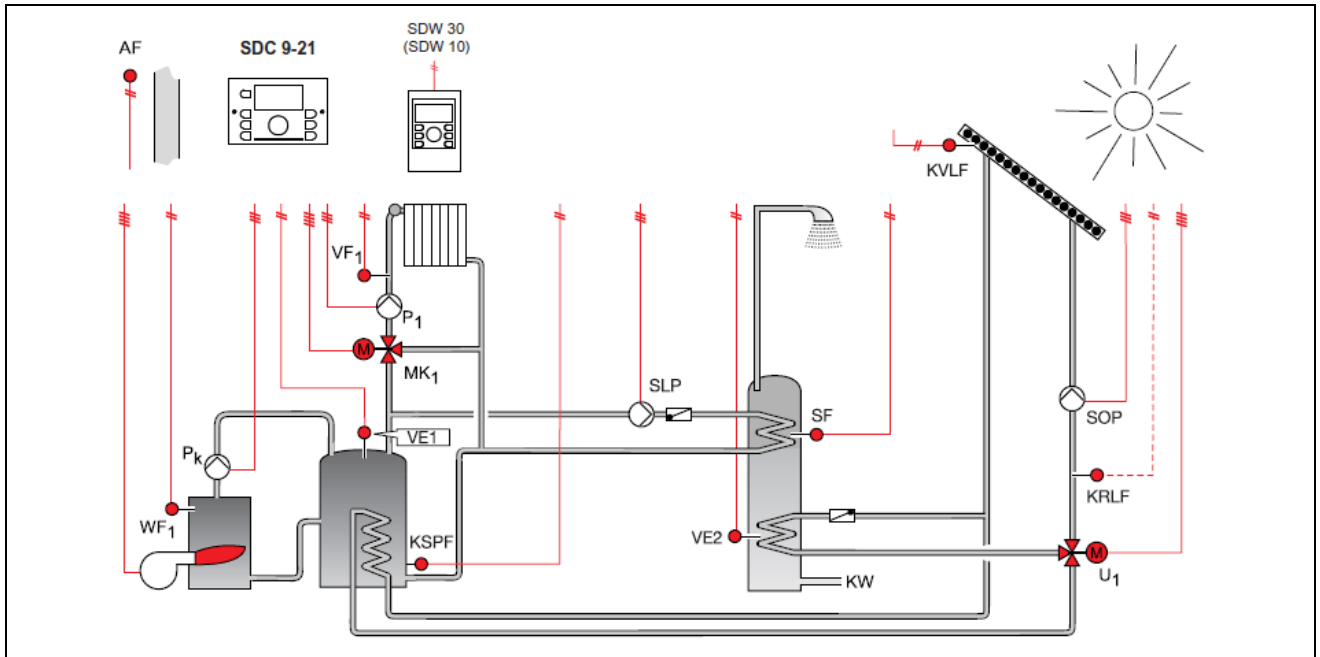 AF
SDC 9-21
SDW 30
(SDW 10)
KVLF
VF1
P1
M
MK1
SLP
SF
SOP
VE1
Pk
WF1
KSPF
VE2
KRLF
M
U1
KW